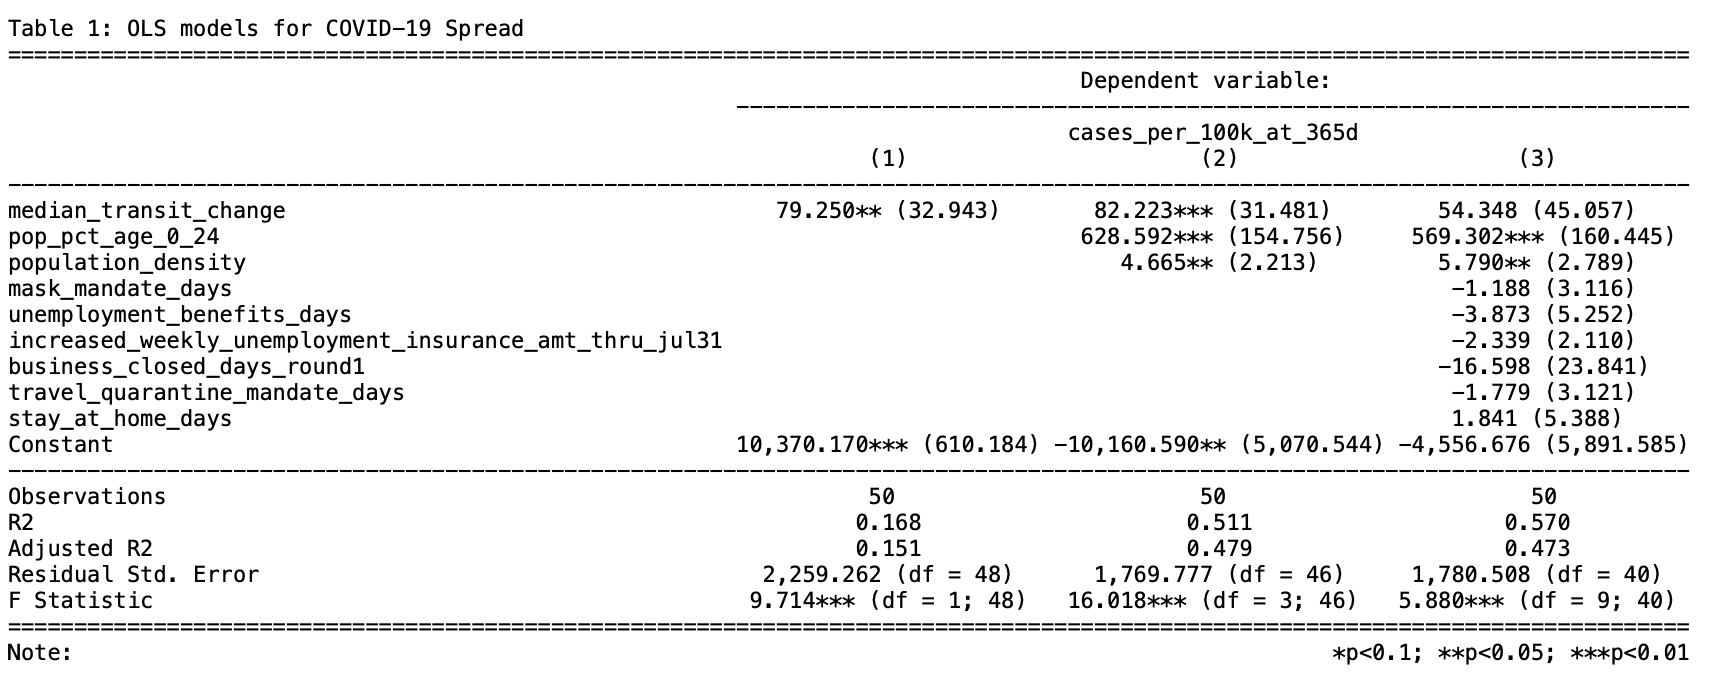 Table 1: OLS models for COVID-19 Spread
Dependent variable:
cases_per_100k_at_365d
(1) (2) (3)
median_transit_change 79.250** (32.943) 82.223*** (31.481) 54.348 (45.057)
pop_pct_age_0_24 628.592*** (154.756) 569.302*** (160.445)
population_density 4.665** (2.213) 5.790** (2.789)
mask_mandate_days -1.188 (3.116)
unemployment_benefits_days -3.873 (5.252)
increased_weekly_unemployment_insurance_amt_thru_jul31 -2.339 (2.110)
business_closed_days_round1 -16.598 (23.841)
travel_quarantine_mandate_days -1.779 (3.121)
stay_at_home_days 1.841 (5.388)
Constant 10,370.170*** (610.184) -10,160.590** (5,070.544) -4,556.676 (5,891.585)
Observations 50 50 50
R2 0.168 0.511 0.570
Adjusted R2 0.151 0.479 0.473
Residual Std. Error 2,259.262 (df = 48) 1,769.777 (df = 46) 1,780.508 (df = 40)
F Statistic 9.714*** (df = 1; 48) 16.018*** (df = 3; 46) 5.880*** (df = 9; 40)
Note: *p<0.1; **p<0.05; ***p<0.01